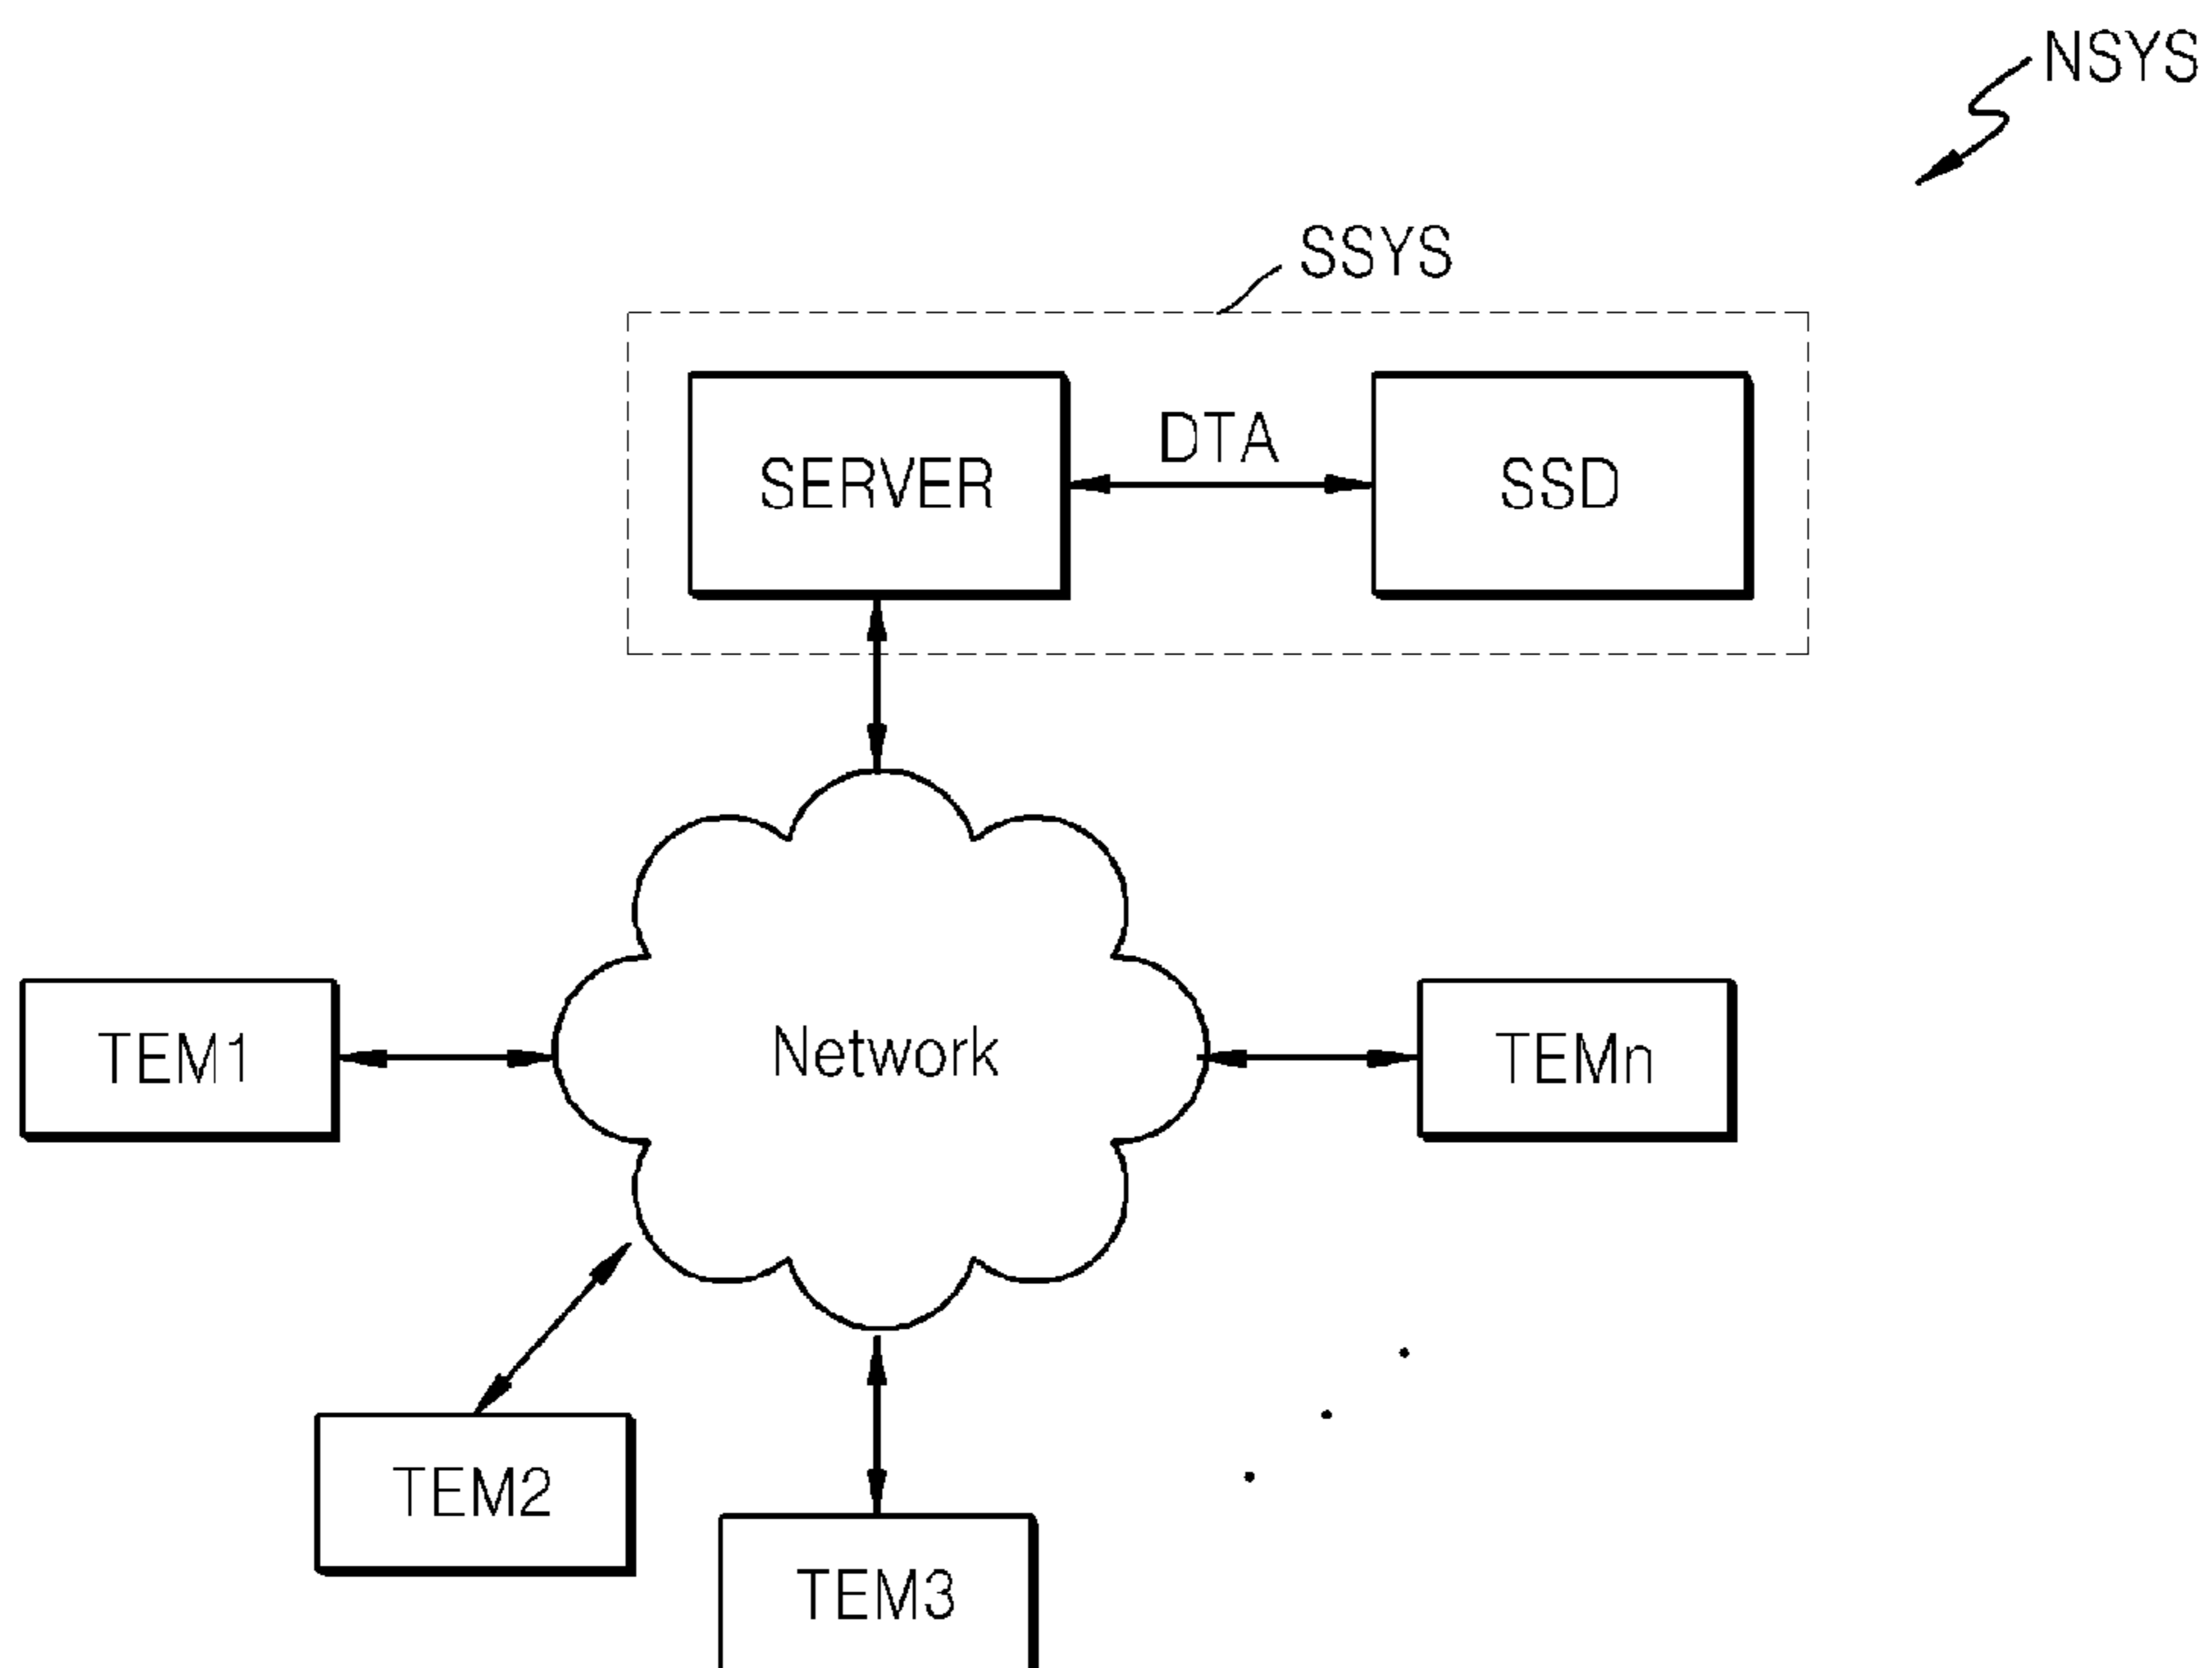 NSYS
SSYS
DTA
SERVER
SSD
Network
TEM1
TEMn
TEM2
TEM3